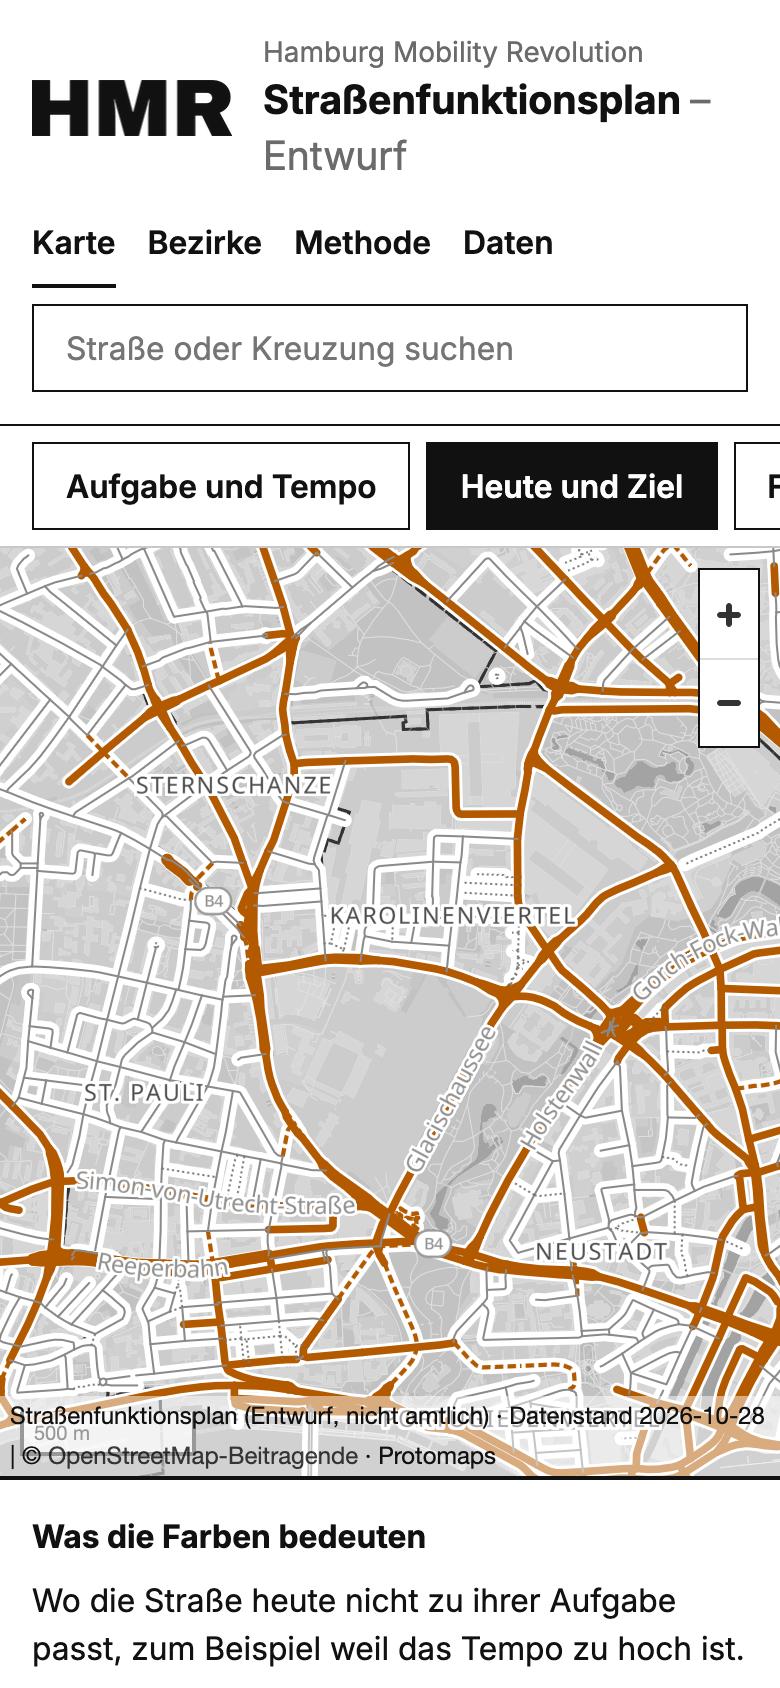 HMR
Hamburg Mobility Revolution
Straßenfunktionsplan –
Entwurf
Karte Bezirke Methode Daten
Straße oder Kreuzung suchen
Aufgabe und Tempo Heute und Ziel
+
−
STERNSCHANZE
B4
KAROLINENVIERTEL
Gorch-Fock-Wa
Glacischaussee
Holstenwall
ST. PAULI
Simon-von-Utrecht-Straße
B4
NEUSTADT
Reeperbahn
Straßenfunktionsplan (Entwurf, nicht amtlich) · Datenstand 2026-10-28
500 m
| © OpenStreetMap-Beitragende · Protomaps
Was die Farben bedeuten
Wo die Straße heute nicht zu ihrer Aufgabe
passt, zum Beispiel weil das Tempo zu hoch ist.